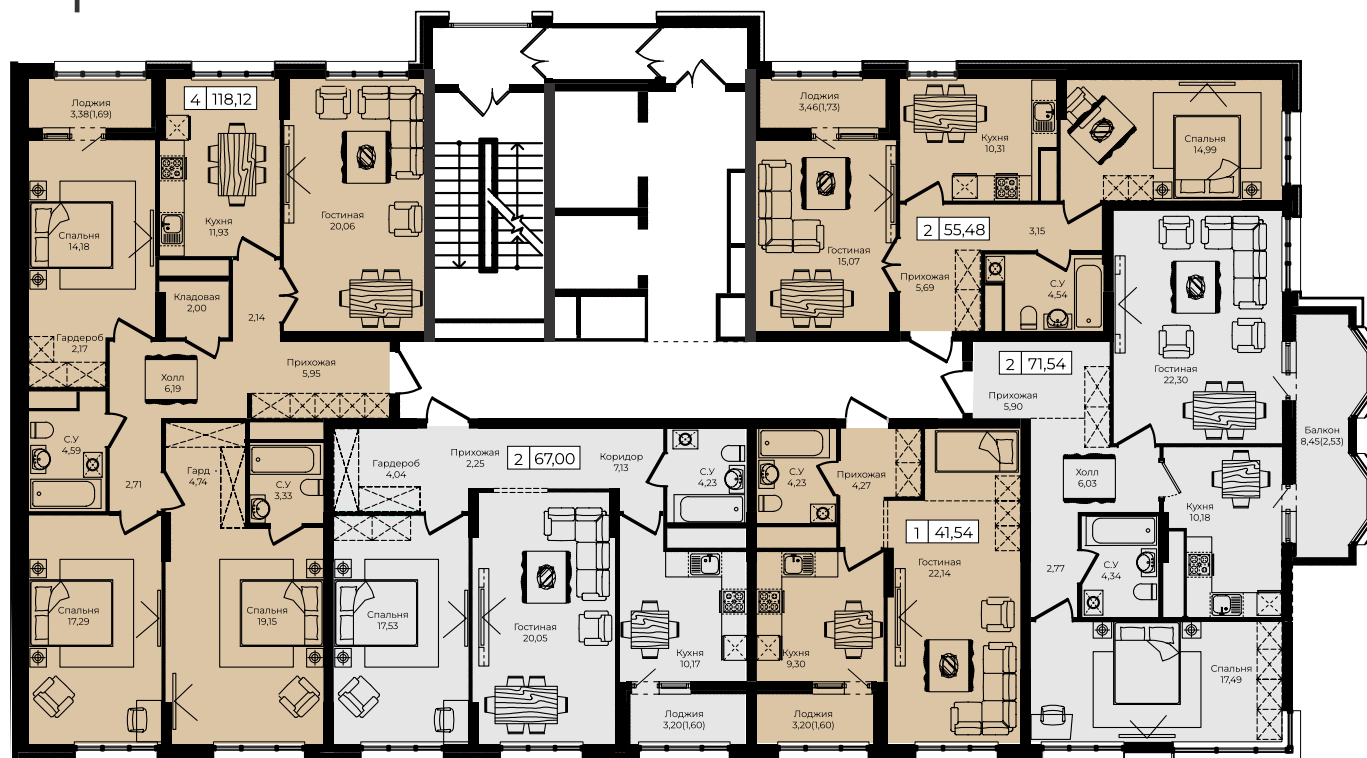 Лоджия
3,38(1,69)
4 118,12
Спальня
14,18
Кухня
11,93
Гостиная
20,06
Кладовая
2,00
2,14
Гардероб
2,17
Холл
6,19
Прихожая
5,95
С.У
4,59
2,71
Гард.
4,74
С.У
3,33
Спальня
17,29
Спальня
19,15
Лоджия
3,46(1,73)
Кухня
10,31
Спальня
14,99
Гостиная
15,07
2 55,48
3,15
Прихожая
5,69
С.У
4,54
2 71,54
Прихожая
5,90
Гостиная
22,30
Балкон
8,45(2,53)
Холл
6,03
Кухня
10,18
2,77
С.У
4,34
Спальня
17,49
Гардероб
4,04
Прихожая
2,25
2 67,00
Коридор
7,13
С.У
4,23
Спальня
17,53
Гостиная
20,05
Кухня
10,17
Лоджия
3,20(1,60)
С.У
4,23
Прихожая
4,27
1 41,54
Гостиная
22,14
Кухня
9,30
Лоджия
3,20(1,60)